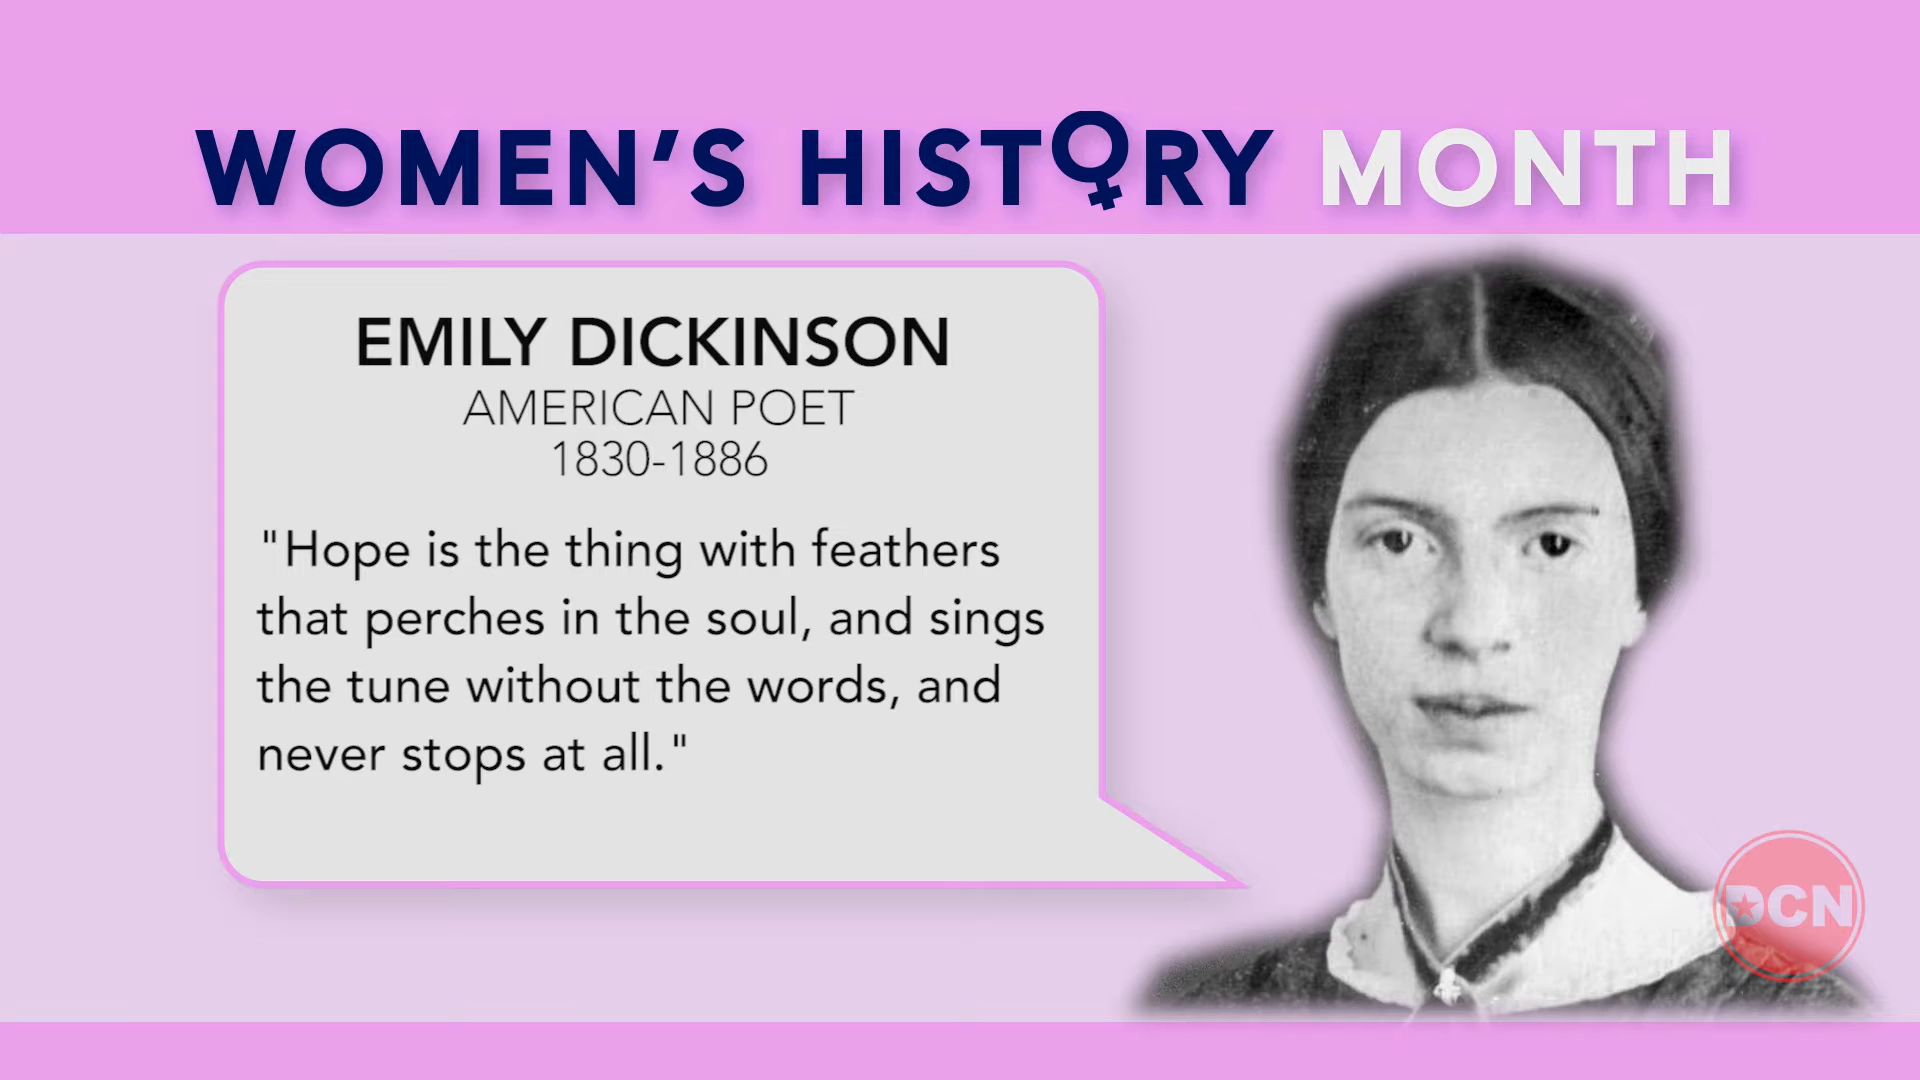 WOMEN'S HISTORY MONTH
EMILY DICKINSON
AMERICAN POET
1830-1886
"Hope is the thing with feathers
that perches in the soul, and sings
the tune without the words, and
never stops at all."
DCN